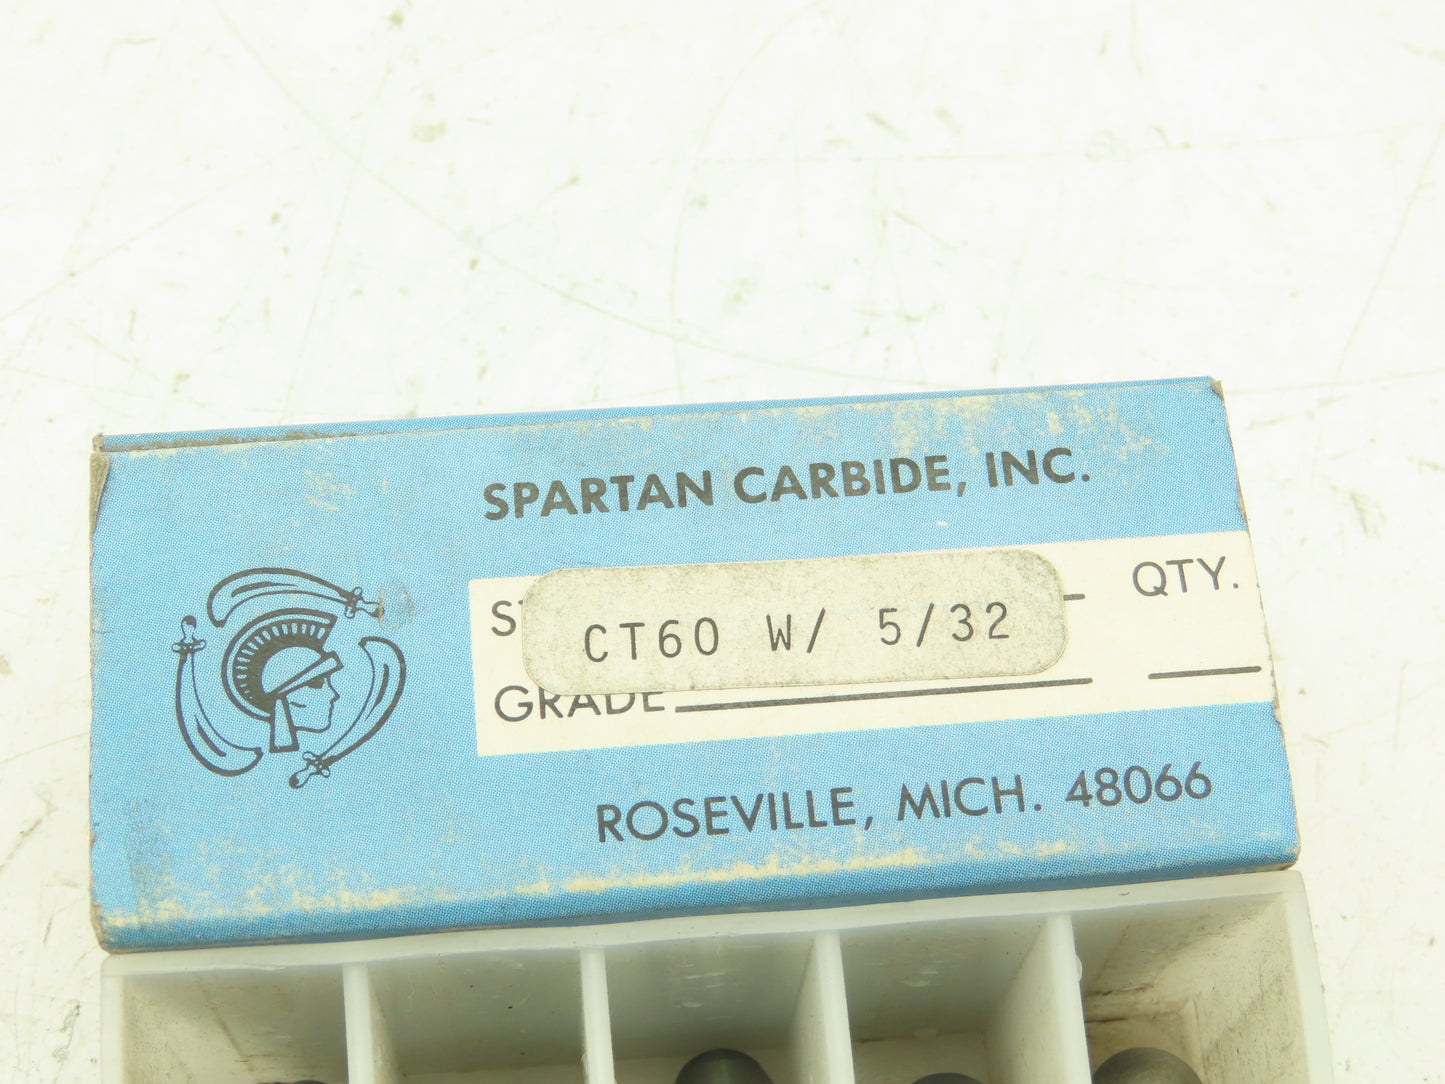 SPARTAN CARBIDE, INC.
QTY.
CT60 W/ 5/32
GRADE
ROSEVILLE, MICH. 48066